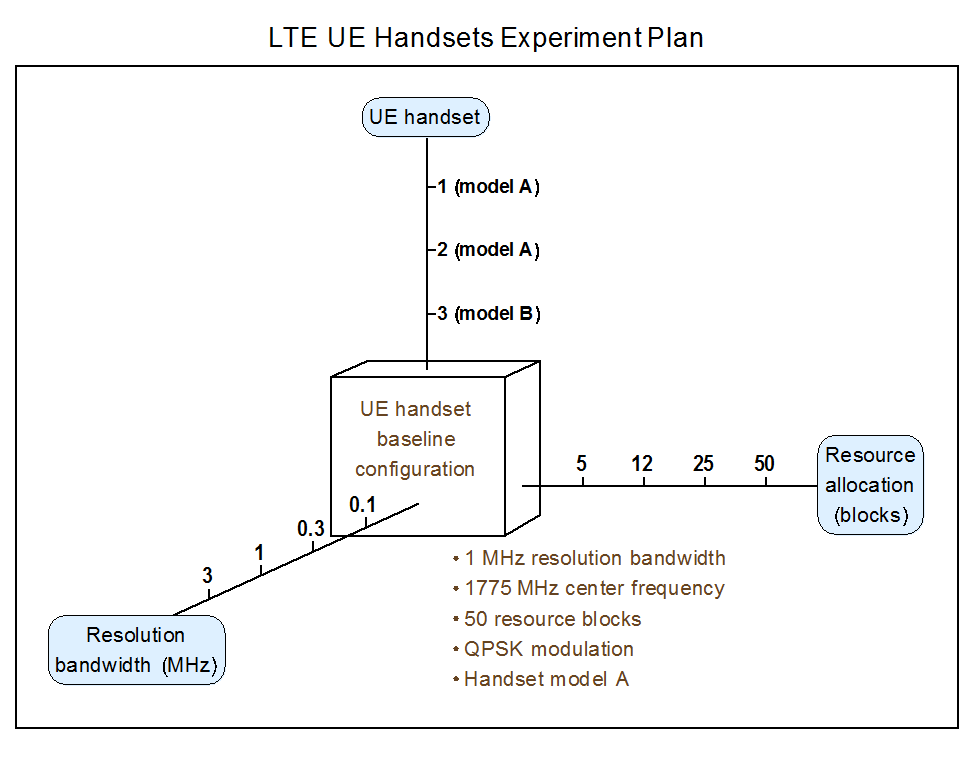 LTE UE Handsets Experiment Plan
UE handset
1 (model A)
2 (model A)
3 (model B)
UE handset
baseline
configuration
5 12 25 50
Resource
allocation
(blocks)
0.1
0.3
1
3
Resolution
bandwidth (MHz)
• 1 MHz resolution bandwidth
• 1775 MHz center frequency
• 50 resource blocks
• QPSK modulation
• Handset model A